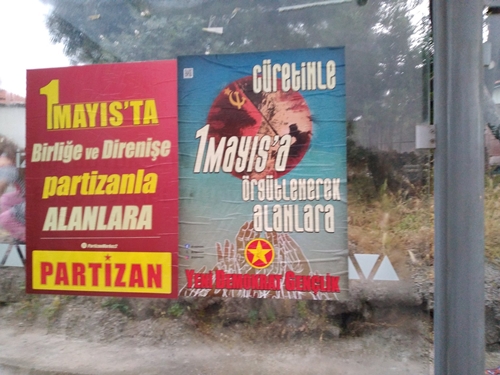 1 MAYIS'TA
Birliğe ve Direnişe
partizanla
ALANLARA
PARTİZAN
CÜRETİNLE
1 MAYIS'A
ÖRGÜTLENEREK
ALANLARA
YENİ DEMOKRAT GENÇLİK